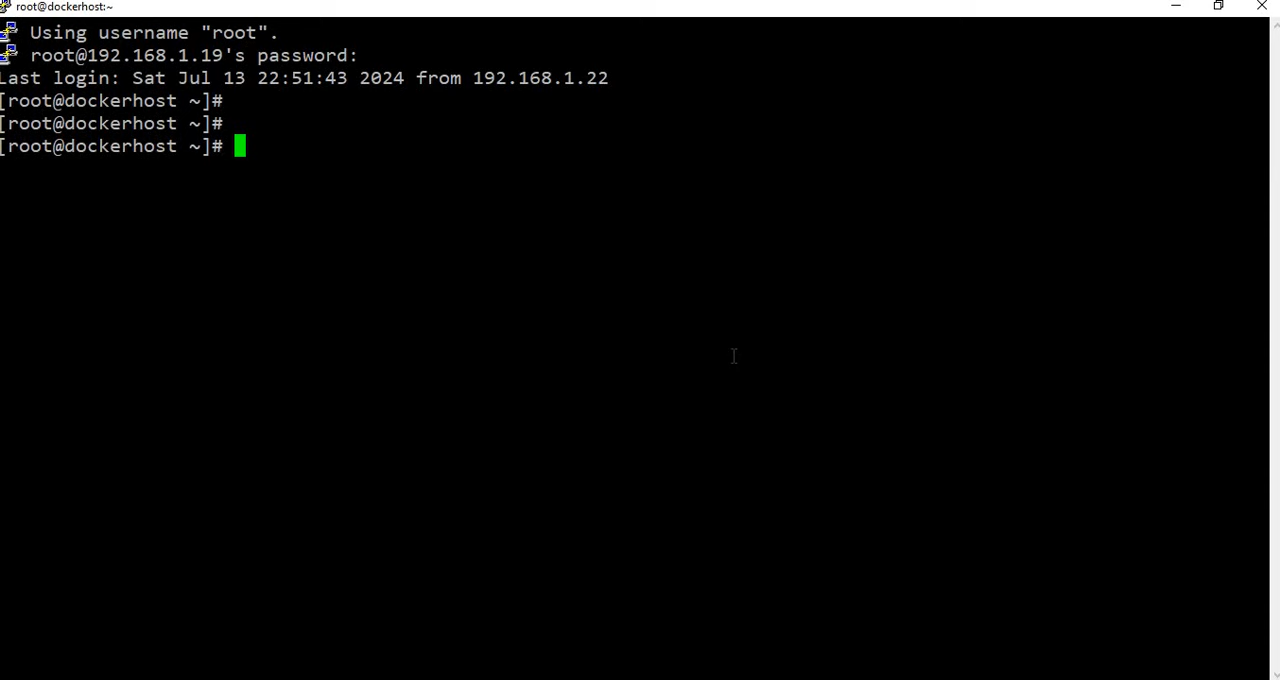 root@dockerhost:~
Using username "root".
root@192.168.1.19's password:
Last login: Sat Jul 13 22:51:43 2024 from 192.168.1.22
[root@dockerhost ~]#
[root@dockerhost ~]#
[root@dockerhost ~]#